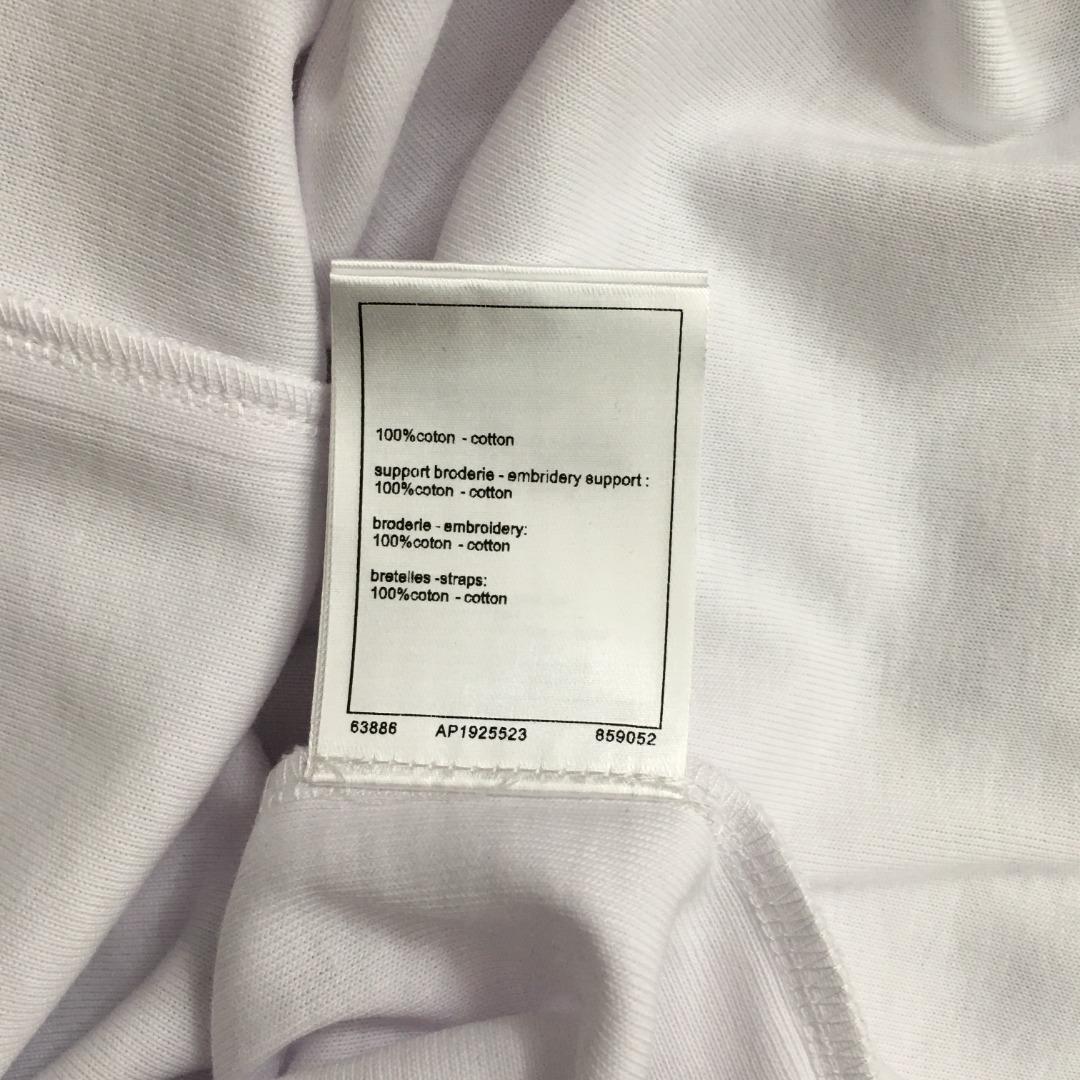 100%coton - cotton
support broderie - embridery support :
100%coton - cotton
broderie - embroidery:
100%coton - cotton
bretelles -straps:
100%coton - cotton
63886 AP1925523 859052